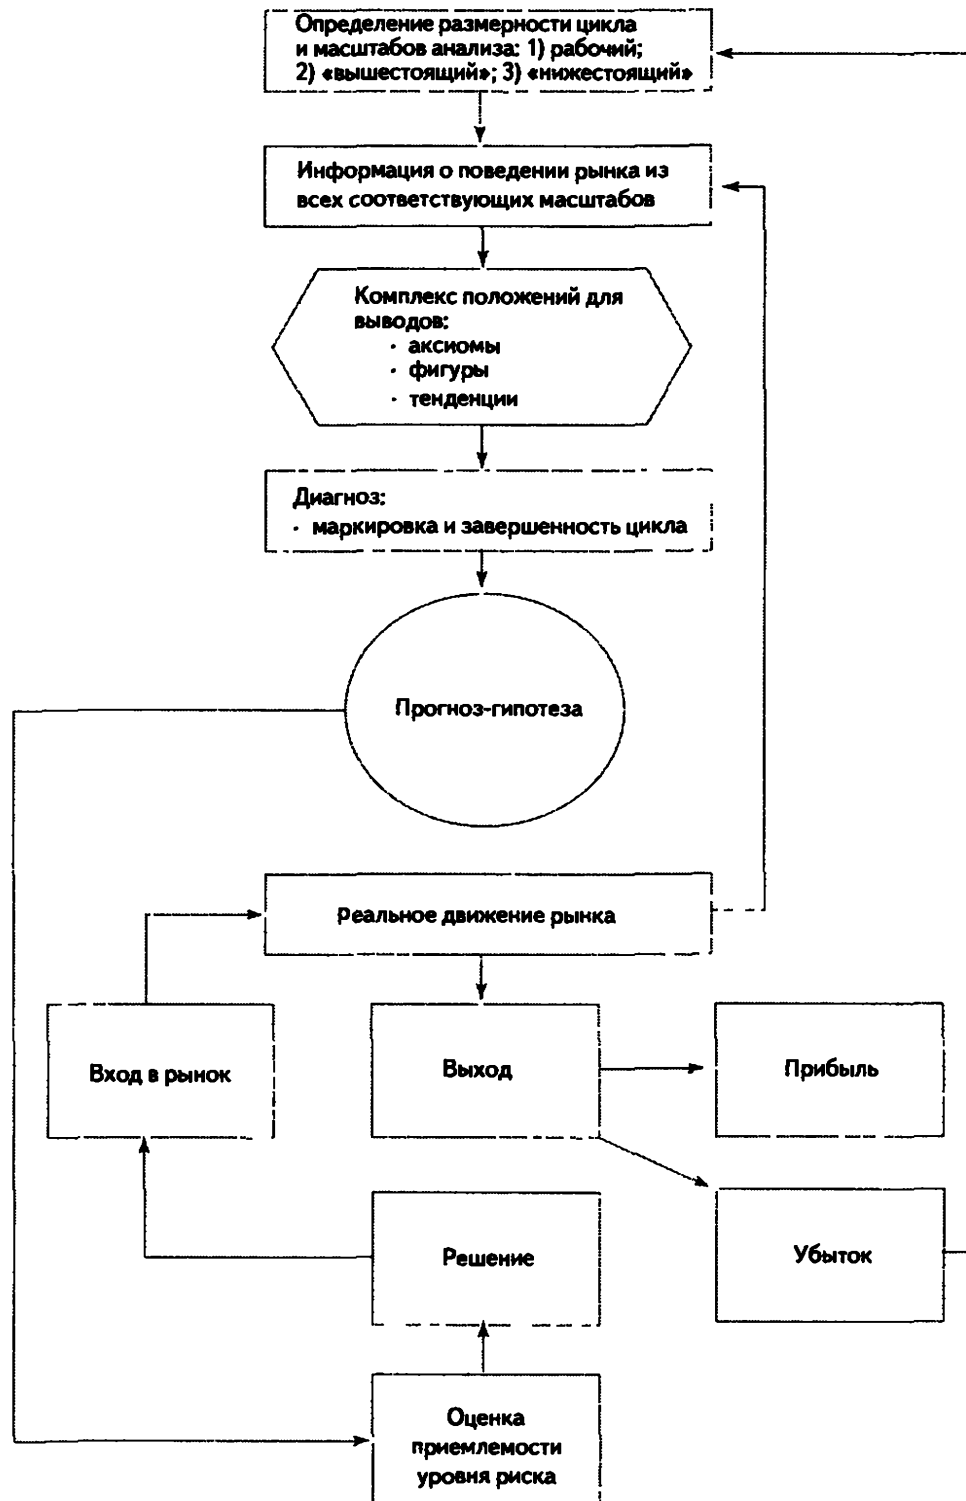 Определение размерности цикла
и масштабов анализа: 1) рабочий;
2) «вышестоящий»; 3) «нижестоящий»
Информация о поведении рынка из
всех соответствующих масштабов
Комплекс положений для
выводов:
· аксиомы
· фигуры
· тенденции
Диагноз:
· маркировка и завершенность цикла
Прогноз-гипотеза
Реальное движение рынка
Вход в рынок
Выход
Прибыль
Решение
Убыток
Оценка
приемлемости
уровня риска